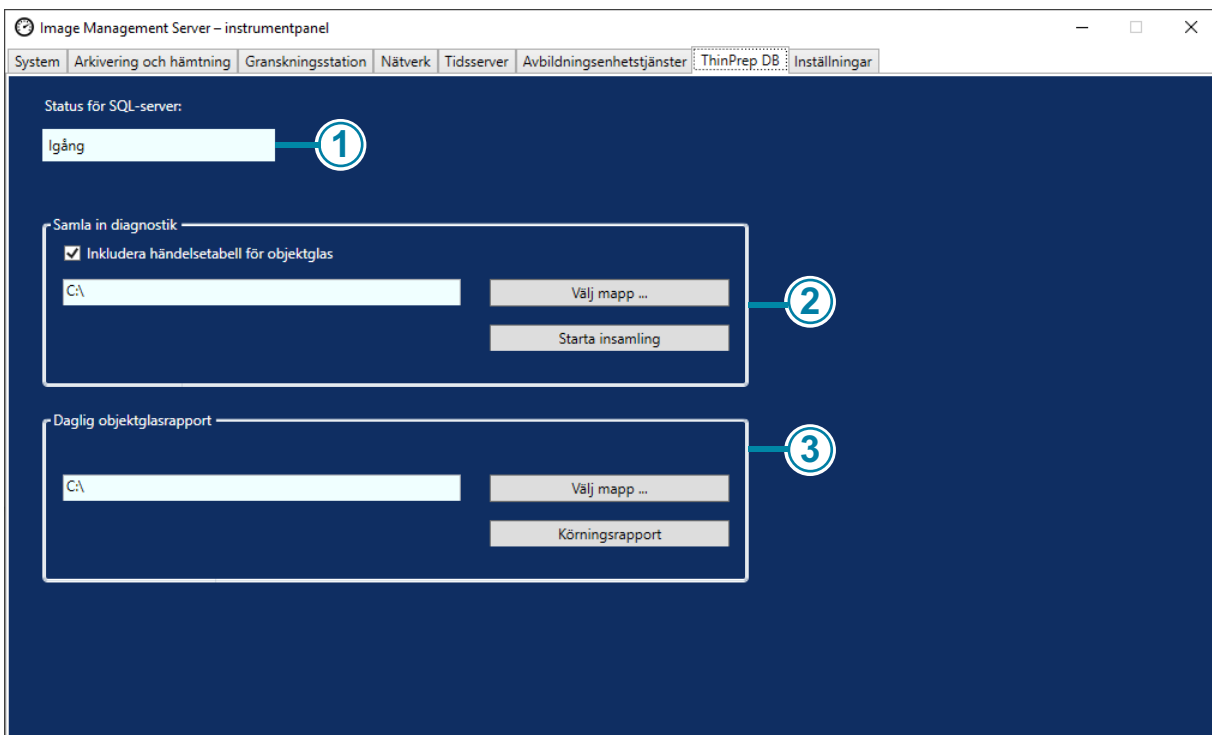 Image Management Server – instrumentpanel
System Arkivering och hämtning Granskningsstation Nätverk Tidsserver Avbildningsenhetstjänster ThinPrep DB Inställningar
Status för SQL-server:
Igång
1
Samla in diagnostik
Inkludera händelsetabell för objektglas
C:\ Välj mapp ...
2
Starta insamling
Daglig objektglasrapport
3
C:\ Välj mapp ...
Körningsrapport